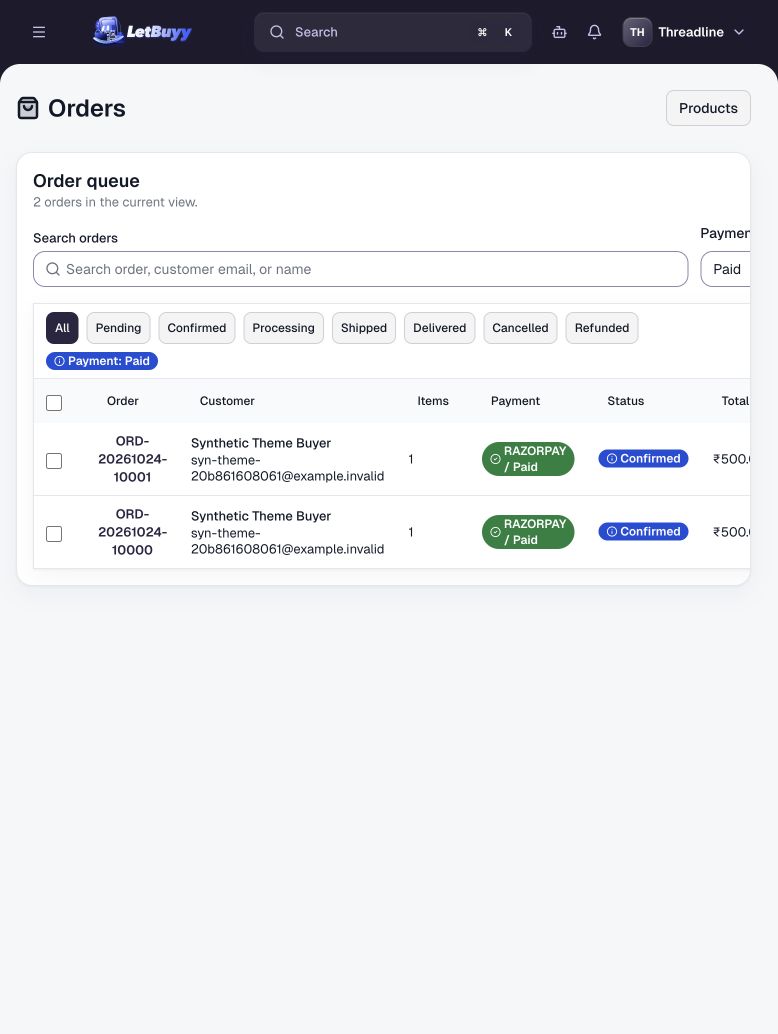 LetBuyy
Search
⌘ K
TH
Threadline
Orders
Products
Order queue
2 orders in the current view.
Search orders
Search order, customer email, or name
Paid
All
Pending
Confirmed
Processing
Shipped
Delivered
Cancelled
Refunded
Payment: Paid
Order
Customer
Items
Payment
Status
Total
ORD-
20261024-
10001
Synthetic Theme Buyer
syn-theme-
20b861608061@example.invalid
1
RAZORPAY
/ Paid
Confirmed
₹500.
ORD-
20261024-
10000
Synthetic Theme Buyer
syn-theme-
20b861608061@example.invalid
1
RAZORPAY
/ Paid
Confirmed
₹500.